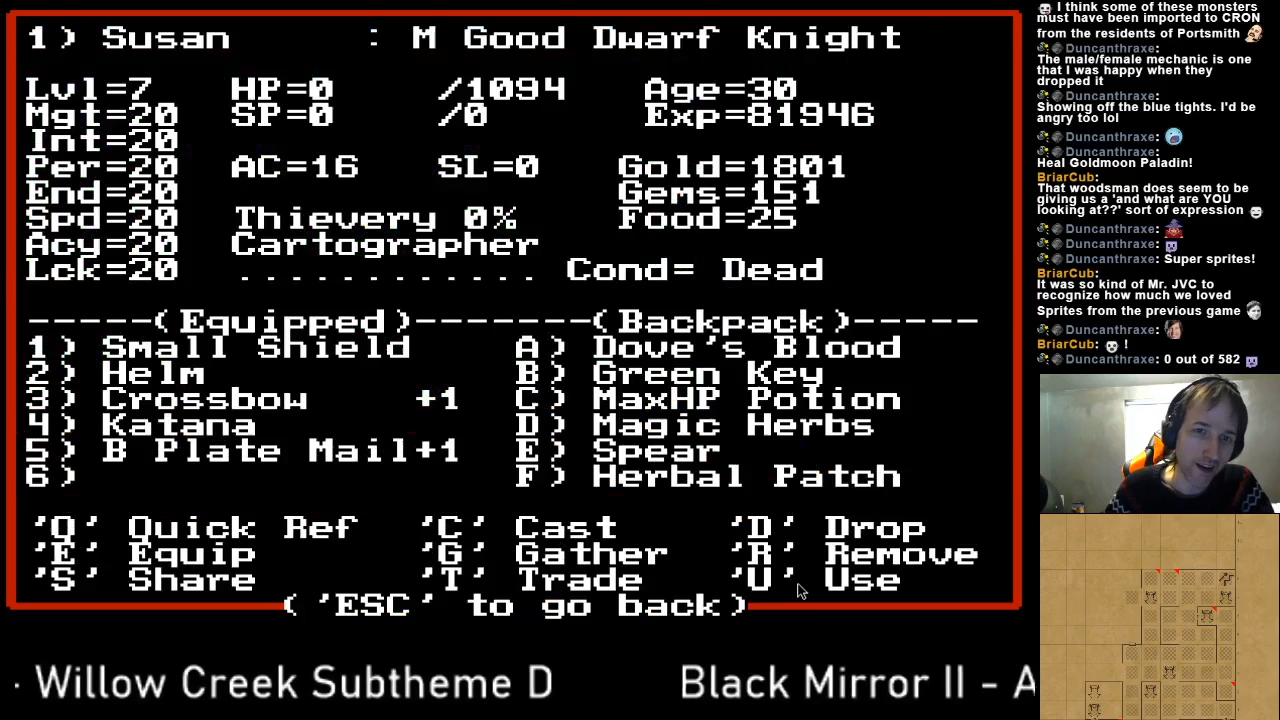 1) Susan : M Good Dwarf Knight
Lvl=7 HP=0 /1094 Age=30
Mgt=20 SP=0 /0 Exp=81946
Int=20
Per=20 AC=16 SL=0 Gold=1801
End=20 Gems=151
Spd=20 Thievery 0% Food=25
Acy=20 Cartographer
Lck=20 ............ Cond= Dead
-----(Equipped)-------(Backpack)-----
1) Small Shield A) Dove's Blood
2) Helm B) Green Key
3) Crossbow +1 C) MaxHP Potion
4) Katana D) Magic Herbs
5) B Plate Mail+1 E) Spear
6) F) Herbal Patch
'Q' Quick Ref 'C' Cast 'D' Drop
'E' Equip 'G' Gather 'R' Remove
'S' Share 'T' Trade 'U' Use
( 'ESC' to go back)
· Willow Creek Subtheme D Black Mirror II - A
I think some of these monsters
must have been imported to CRON
from the residents of Portsmith
Duncanthraxe:
The male/female mechanic is one
that I was happy when they
dropped it
Duncanthraxe:
Showing off the blue tights. I'd be
angry too lol
Duncanthraxe:
Duncanthraxe:
Heal Goldmoon Paladin!
BriarCub:
That woodsman does seem to be
giving us a 'and what are YOU
looking at??' sort of expression
Duncanthraxe:
Duncanthraxe:
Duncanthraxe: Super sprites!
BriarCub:
It was so kind of Mr. JVC to
recognize how much we loved
Sprites from the previous game
Duncanthraxe:
BriarCub: !
Duncanthraxe: 0 out of 582